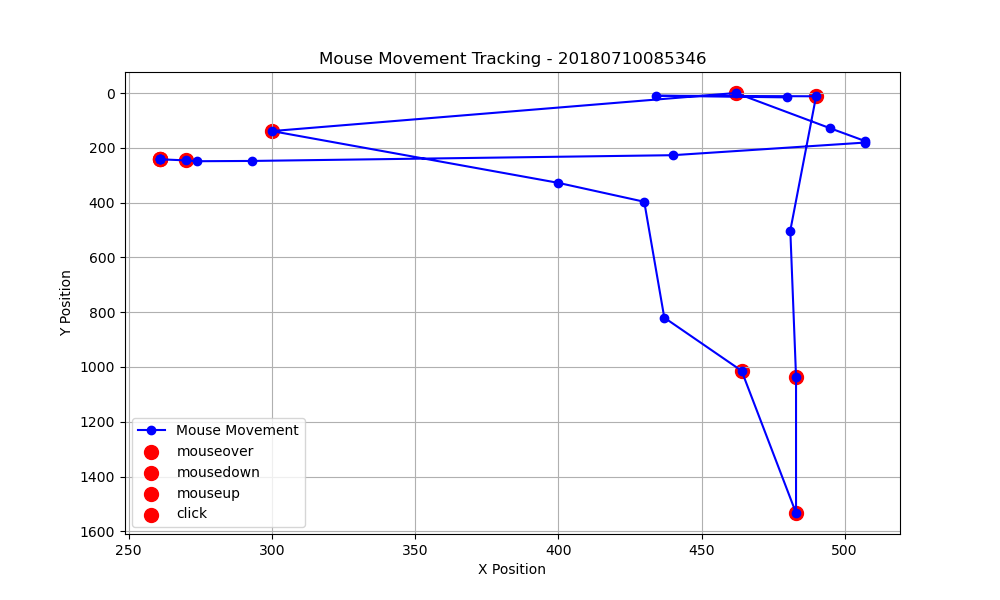 Mouse Movement Tracking - 20180710085346
0
200
400
600
800
1000
1200
1400
1600
Y Position
Mouse Movement
mouseover
mousedown
mouseup
click
250
300
350
400
450
500
X Position